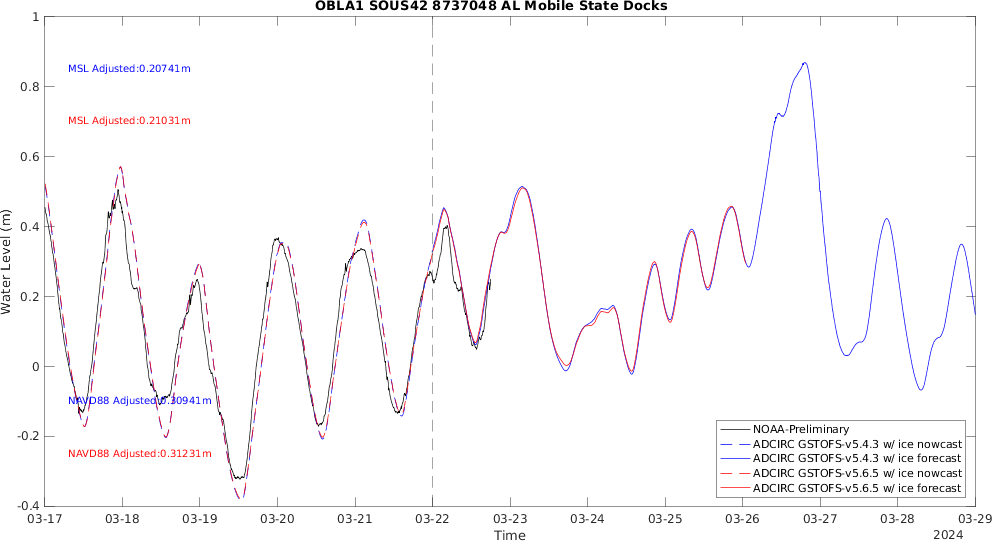 OBLA1 SOUS42 8737048 AL Mobile State Docks
MSL Adjusted:0.20741m
MSL Adjusted:0.21031m
NAVD88 Adjusted:0.30941m
NAVD88 Adjusted:0.31231m
Water Level (m)
1
0.8
0.6
0.4
0.2
0
-0.2
-0.4
NOAA-Preliminary
ADCIRC GSTOFS-v5.4.3 w/ice nowcast
ADCIRC GSTOFS-v5.4.3 w/ice forecast
ADCIRC GSTOFS-v5.6.5 w/ice nowcast
ADCIRC GSTOFS-v5.6.5 w/ice forecast
03-17 03-18 03-19 03-20 03-21 03-22 03-23 03-24 03-25 03-26 03-27 03-28 03-29
Time
2024